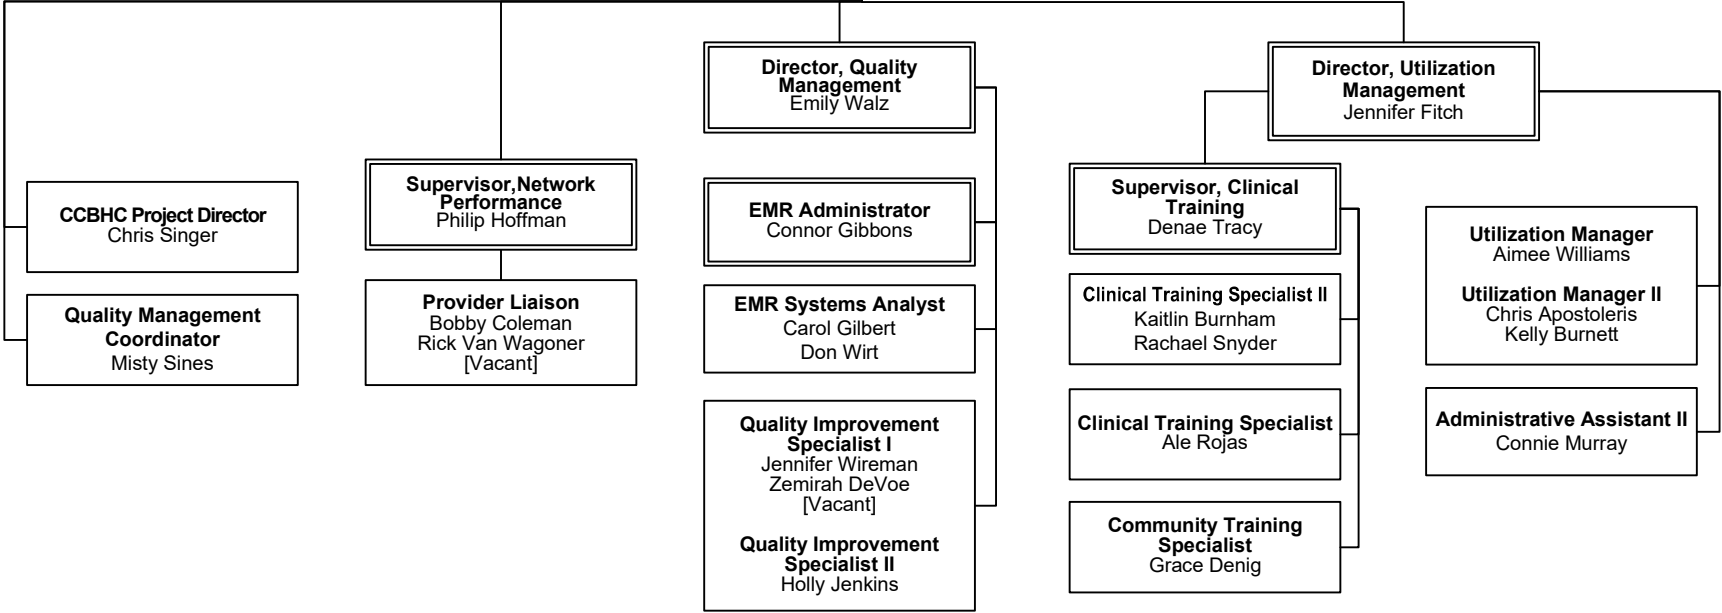 Director, Quality
Management
Emily Walz
Director, Utilization
Management
Jennifer Fitch
CCBHC Project Director
Chris Singer
Quality Management
Coordinator
Misty Sines
Supervisor,Network
Performance
Philip Hoffman
Provider Liaison
Bobby Coleman
Rick Van Wagoner
[Vacant]
EMR Administrator
Connor Gibbons
EMR Systems Analyst
Carol Gilbert
Don Wirt
Quality Improvement
Specialist I
Jennifer Wireman
Zemirah DeVoe
[Vacant]
Quality Improvement
Specialist II
Holly Jenkins
Supervisor, Clinical
Training
Denae Tracy
Clinical Training Specialist II
Kaitlin Burnham
Rachael Snyder
Clinical Training Specialist
Ale Rojas
Community Training
Specialist
Grace Denig
Utilization Manager
Aimee Williams
Utilization Manager II
Chris Apostoleris
Kelly Burnett
Administrative Assistant II
Connie Murray